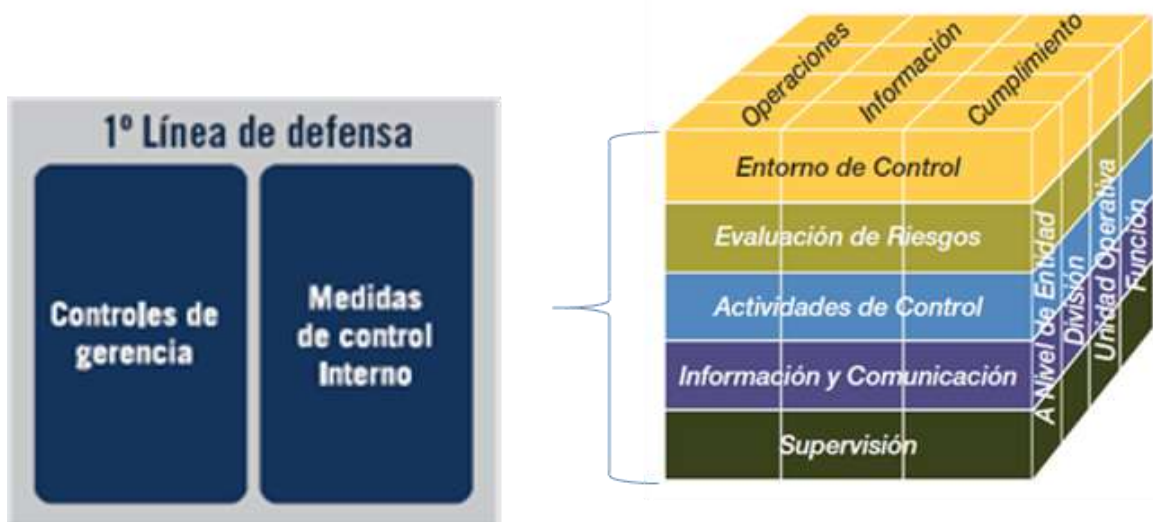 1º Línea de defensa
Controles de
gerencia
Medidas
de control
Interno
Operaciones
Información
Cumplimiento
Entorno de Control
Evaluación de Riesgos
Actividades de Control
Información y Comunicación
Supervisión
A Nivel de Entidad
División
Unidad Operativa
Función